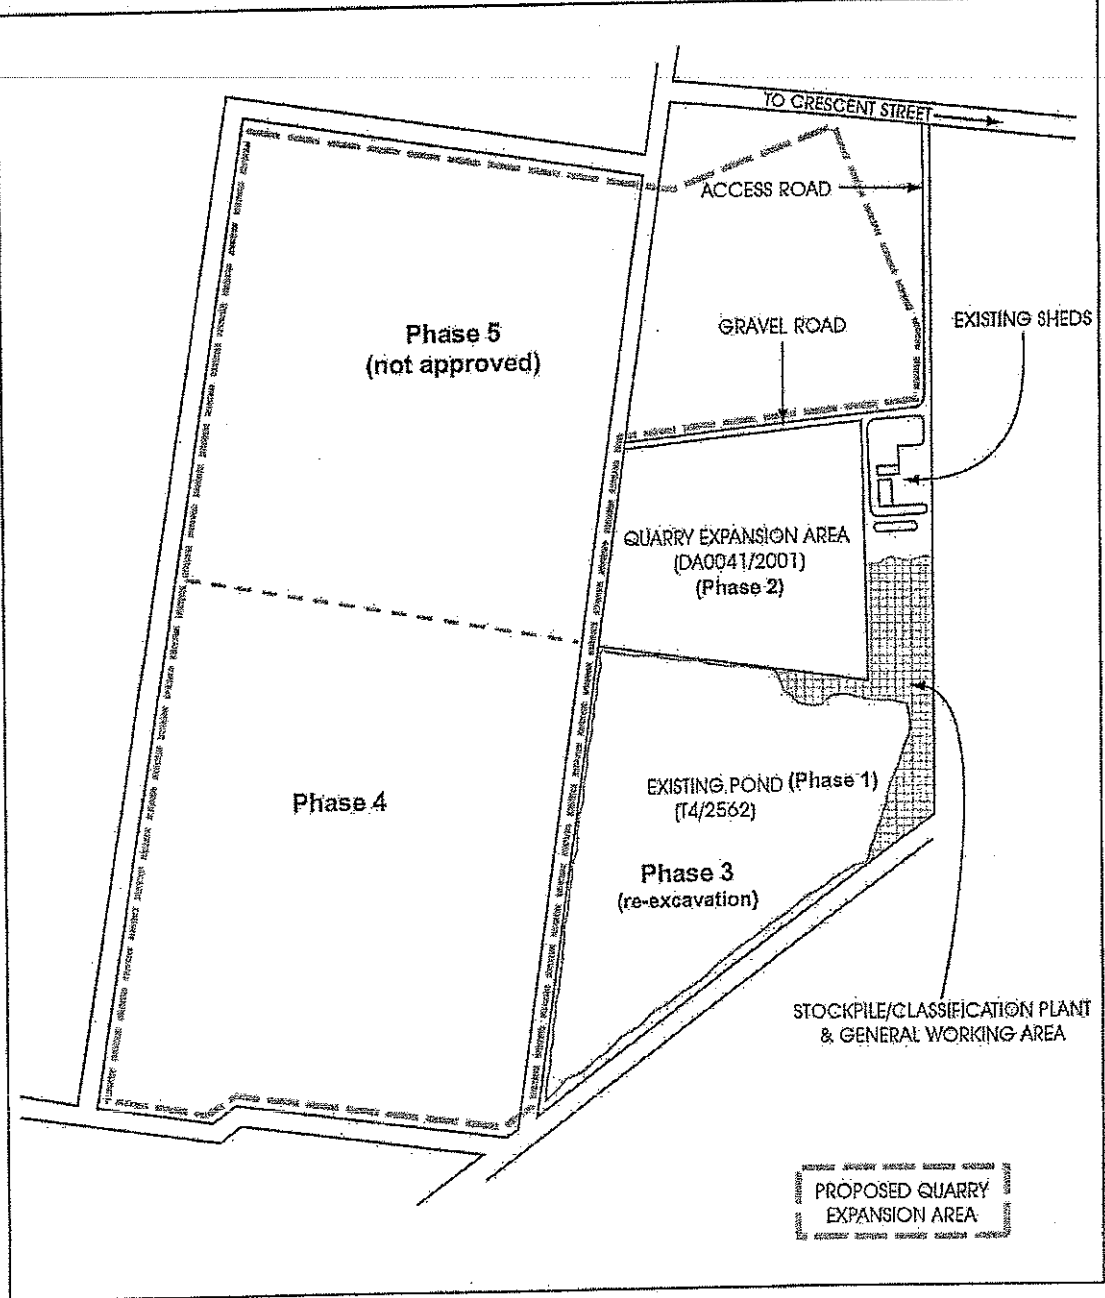 TO CRESCENT STREET
ACCESS ROAD
GRAVEL ROAD
EXISTING SHEDS
Phase 5
(not approved)
QUARRY EXPANSION AREA
(DA0041/2001)
(Phase 2)
EXISTING POND (Phase 1)
(T4/2562)
Phase 4
Phase 3
(re-excavation)
STOCKPILE/CLASSIFICATION PLANT
& GENERAL WORKING AREA
PROPOSED QUARRY
EXPANSION AREA